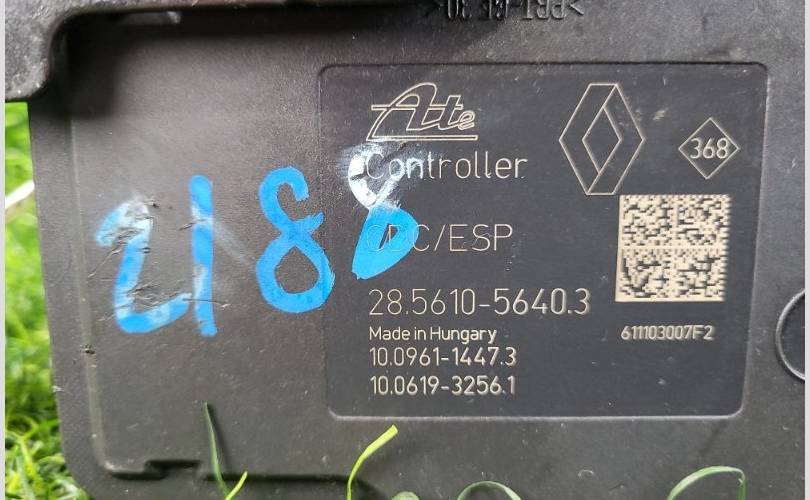 Ate
368
Controller
2188
/ESP
28.5610-5640.3
Made in Hungary
611103007F2
10.0961-1447.3
10.0619-3256.1